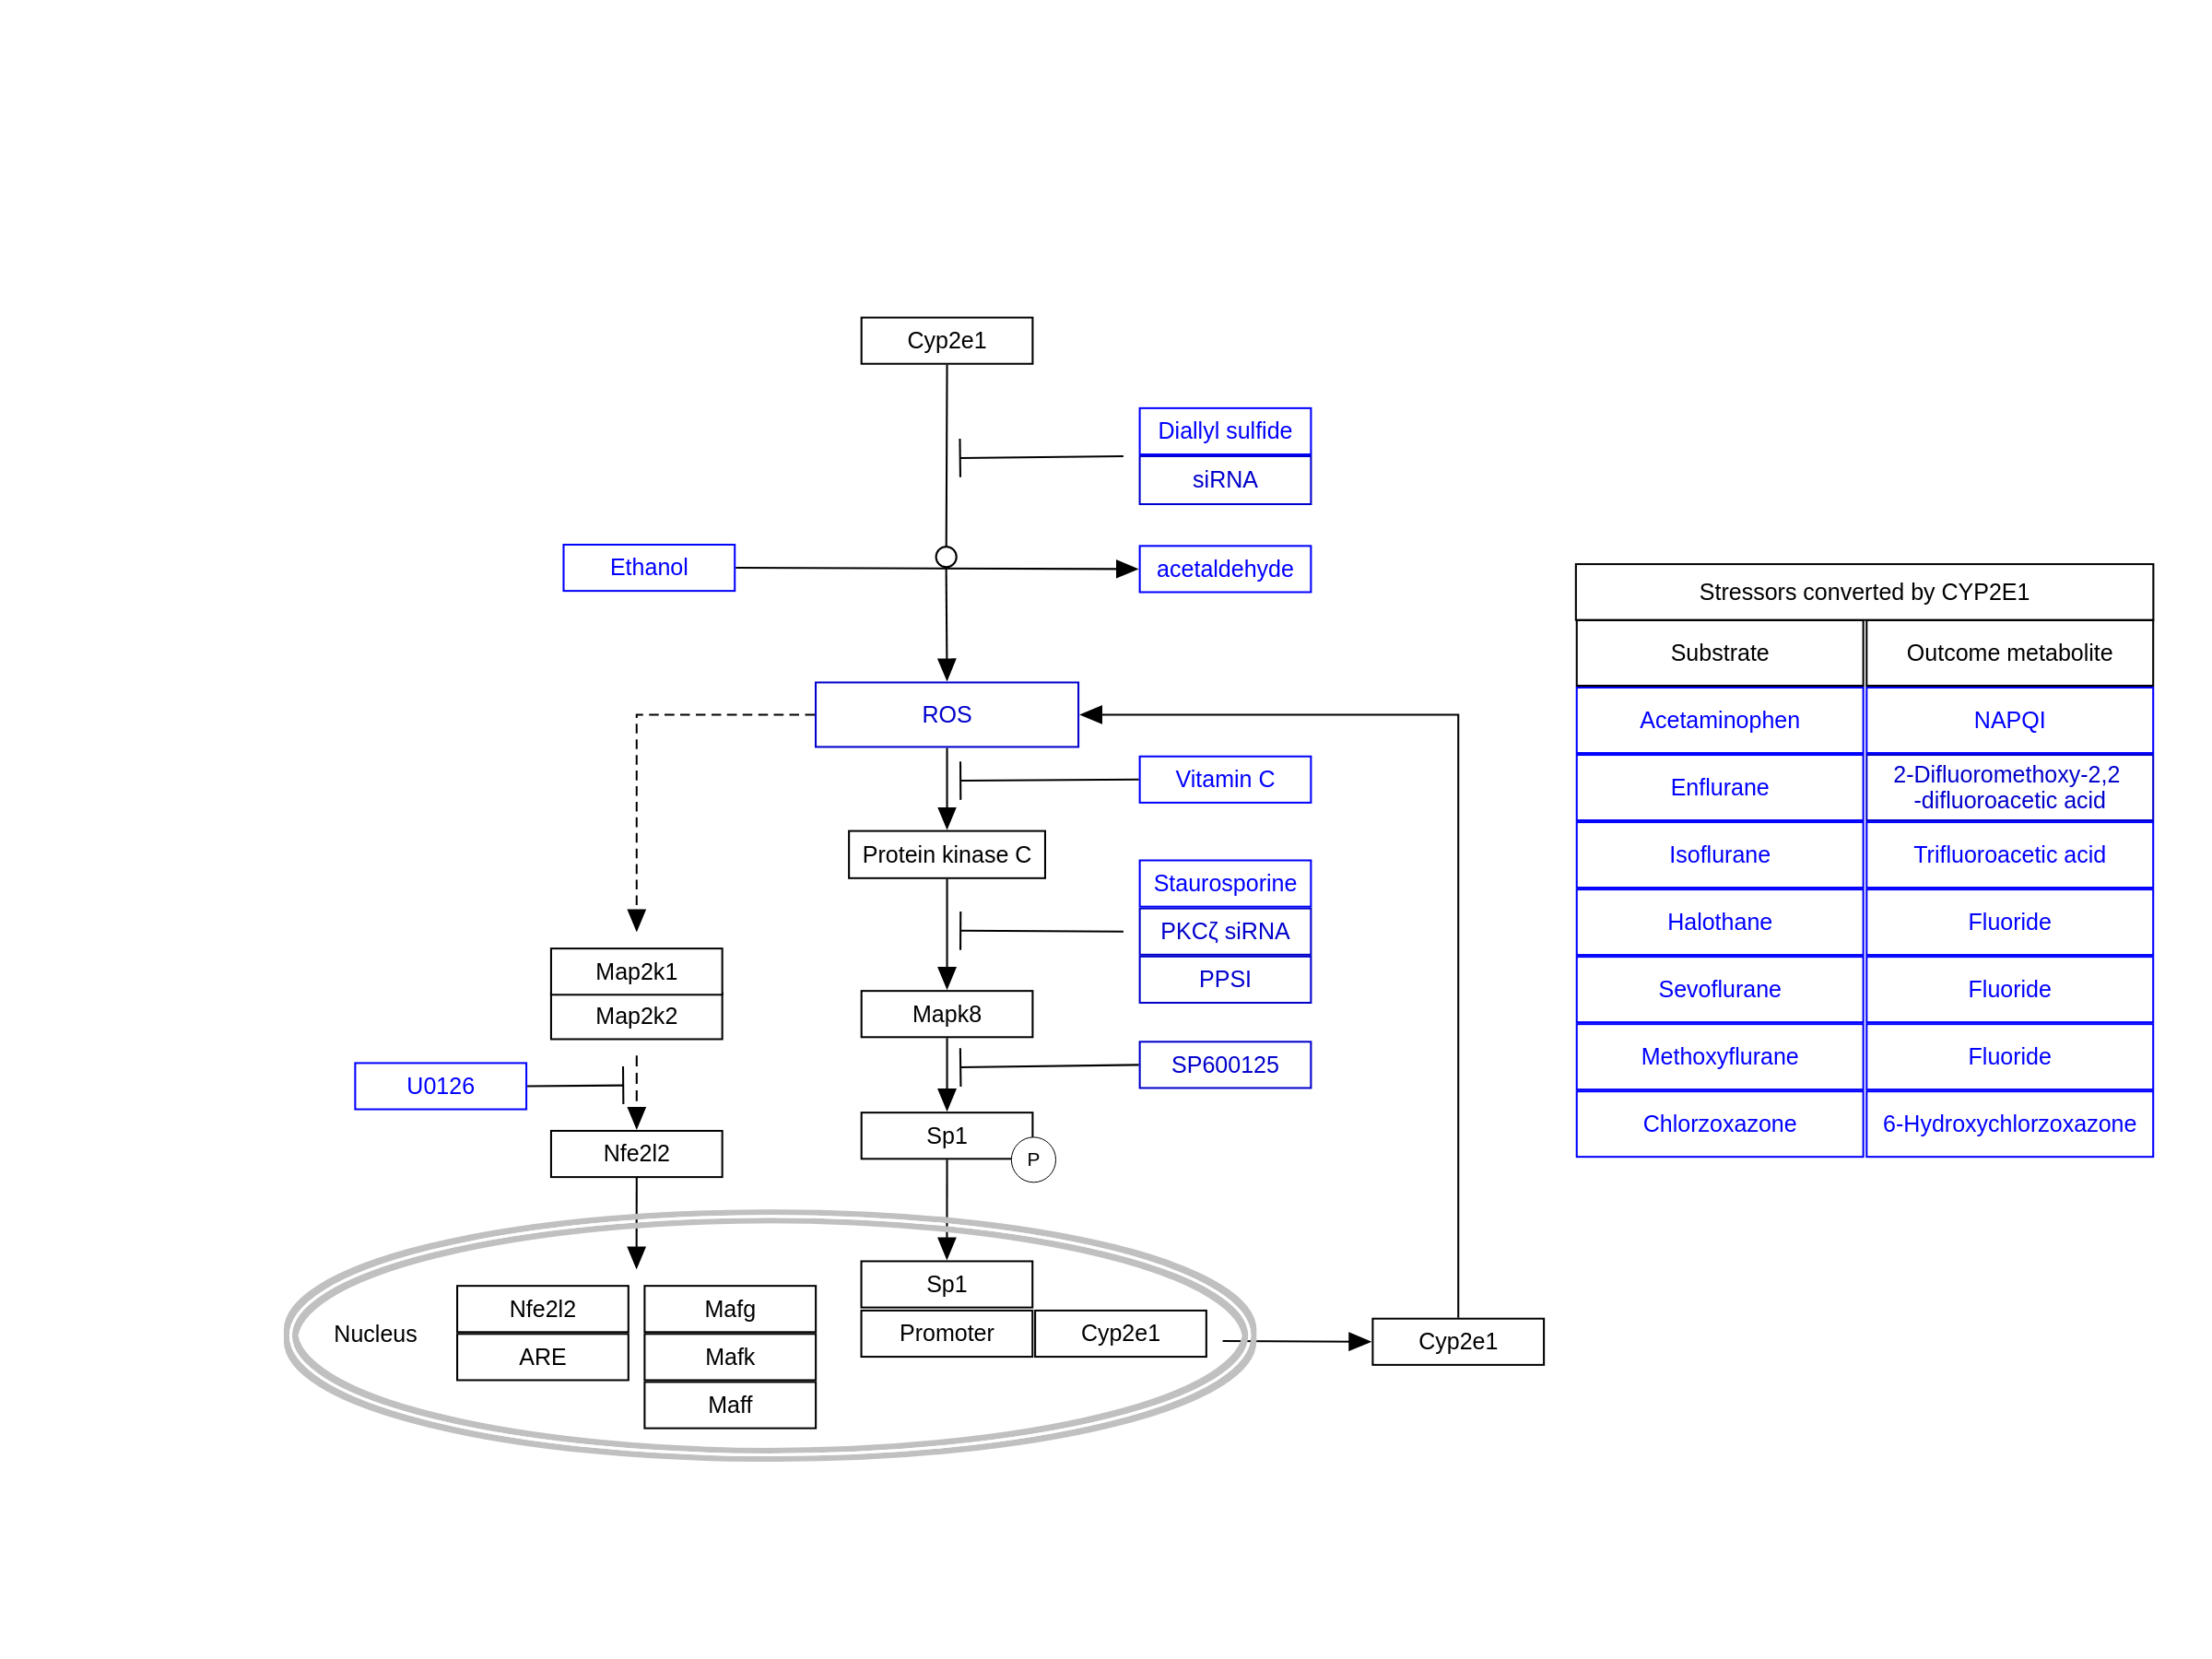 Cyp2e1
Diallyl sulfide
siRNA
Ethanol
acetaldehyde
ROS
Vitamin C
Protein kinase C
Staurosporine
PKCζ siRNA
PPSI
Map2k1
Map2k2
Mapk8
SP600125
U0126
Nfe2l2
Sp1
P
Nucleus
Nfe2l2
ARE
Mafg
Mafk
Maff
Sp1
Promoter
Cyp2e1
Cyp2e1
Stressors converted by CYP2E1
Substrate
Outcome metabolite
Acetaminophen
NAPQI
Enflurane
2-Difluoromethoxy-2,2
-difluoroacetic acid
Isoflurane
Trifluoroacetic acid
Halothane
Fluoride
Sevoflurane
Fluoride
Methoxyflurane
Fluoride
Chlorzoxazone
6-Hydroxychlorzoxazone